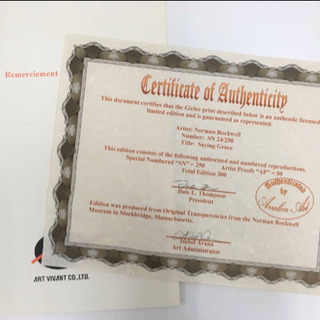 Remerciement
ART VIVANT CO.,LTD.
Certificate of Authenticity
This document certifies that the Giclee print described below is an authentic licensed
limited edition and is guaranteed as represented.
Artist: Norman Rockwell
Number: SN 24/250
Title: Saying Grace
This edition consists of the following authorized and numbered reproductions.
Special Numbered "SN" = 250 Artist Proofs "AP" = 50
Total Edition 300
Dale L. Thompson
President
Authenticated
by
Avalon Art
Edition was produced from Original Transparencies from the Norman Rockwell
Museum in Stockbridge, Massachusetts.
Isabel Arana
Art Administrator